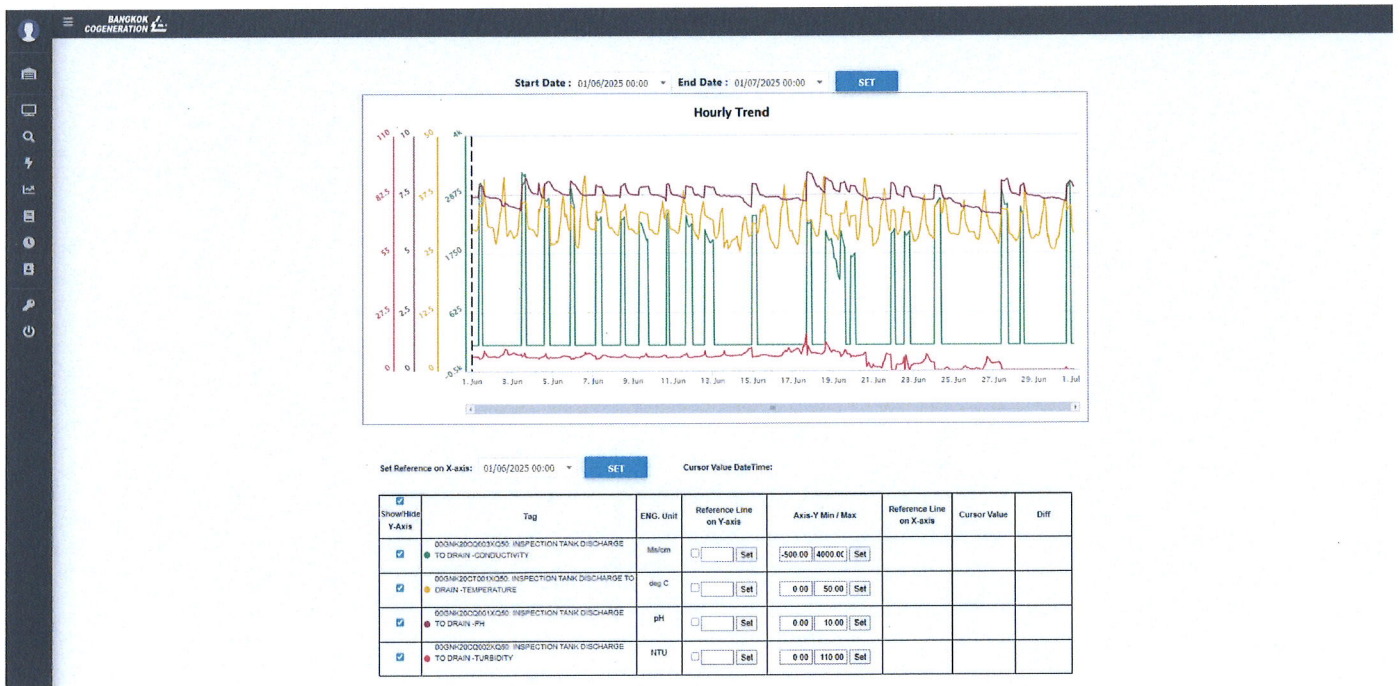 BANGKOK
COGENERATION
Start Date : 01/06/2025 00:00 End Date : 01/07/2025 00:00 SET
Hourly Trend
110 10 50 4k
82.5 7.5 37.5 2875
55 5 25 1750
27.5 2.5 12.5 625
0 0 0 -0.5k
1. Jun 3. Jun 5. Jun 7. Jun 9. Jun 11. Jun 13. Jun 15. Jun 17. Jun 19. Jun 21. Jun 23. Jun 25. Jun 27. Jun 29. Jun 1. Jul
Set Reference on X-axis: 01/06/2025 00:00 SET Cursor Value DateTime:
Show/Hide
Y-Axis
Tag
ENG. Unit
Reference Line
on Y-axis
Axis-Y Min / Max
Reference Line
on X-axis
Cursor Value
Diff
00GNK20CQ003XQ50: INSPECTION TANK DISCHARGE
TO DRAIN -CONDUCTIVITY
Ms/cm
Set
-500.00 4000.00 Set
00GNK20CT001XQ50: INSPECTION TANK DISCHARGE TO
DRAIN -TEMPERATURE
deg C
Set
0.00 50.00 Set
00GNK20CQ001XQ50: INSPECTION TANK DISCHARGE
TO DRAIN -PH
pH
Set
0.00 10.00 Set
00GNK20CQ002XQ50: INSPECTION TANK DISCHARGE
TO DRAIN -TURBIDITY
NTU
Set
0.00 110.00 Set